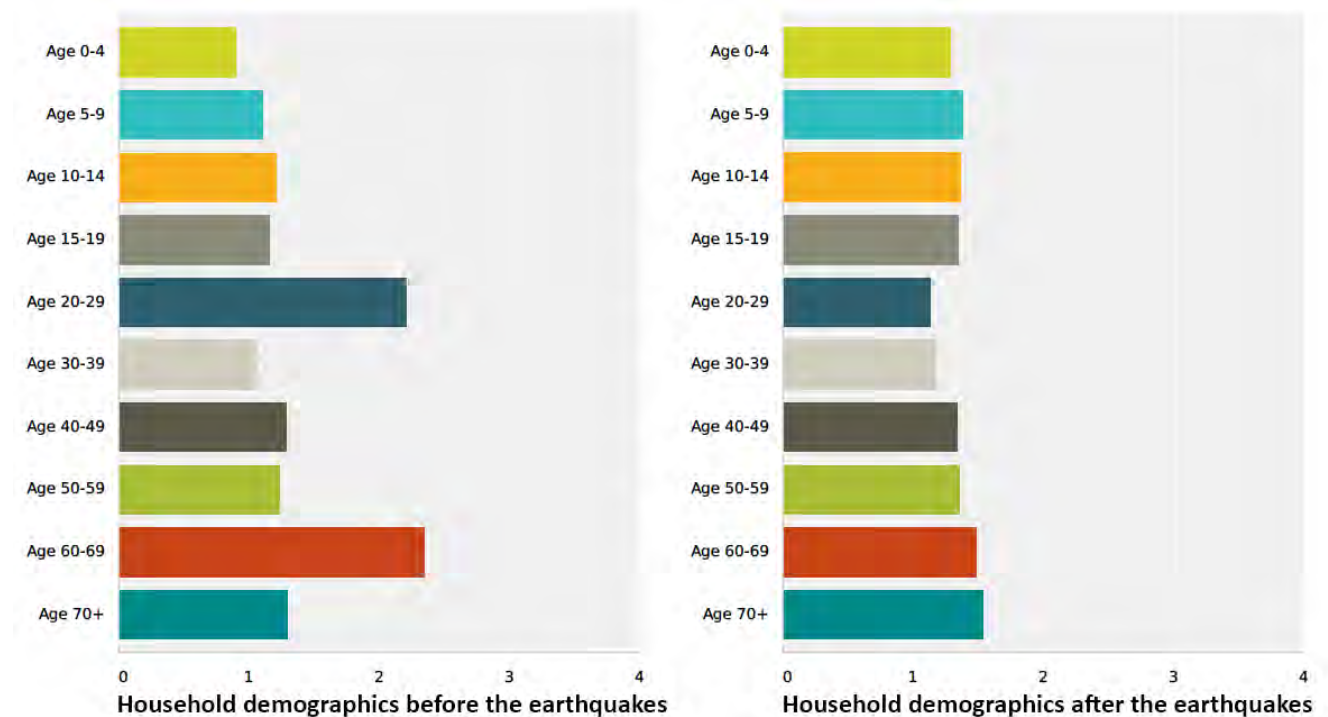 Age 0-4
Age 5-9
Age 10-14
Age 15-19
Age 20-29
Age 30-39
Age 40-49
Age 50-59
Age 60-69
Age 70+
0 1 2 3 4
Household demographics before the earthquakes
Age 0-4
Age 5-9
Age 10-14
Age 15-19
Age 20-29
Age 30-39
Age 40-49
Age 50-59
Age 60-69
Age 70+
0 1 2 3 4
Household demographics after the earthquakes